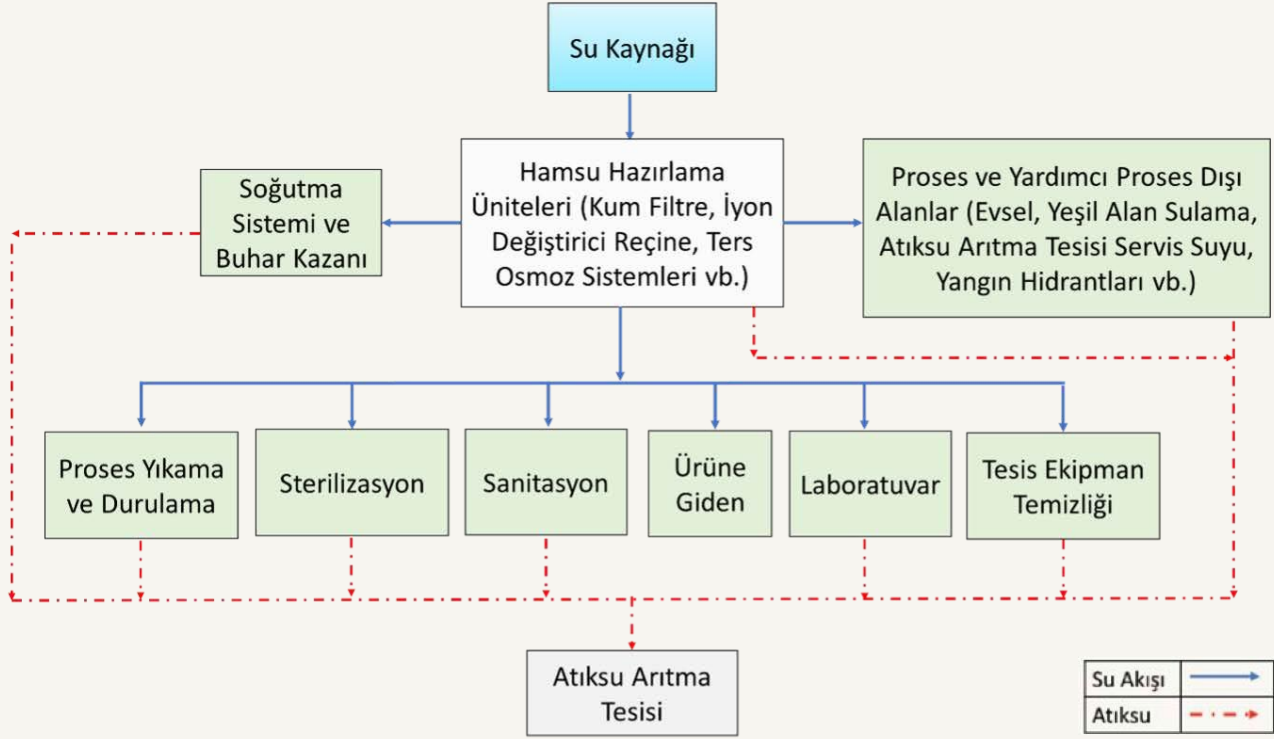 Su Kaynağı
Hamsu Hazırlama
Üniteleri (Kum Filtre, İyon
Değiştirici Reçine, Ters
Osmoz Sistemleri vb.)
Soğutma
Sistemi ve
Buhar Kazanı
Proses ve Yardımcı Proses Dışı
Alanlar (Evsel, Yeşil Alan Sulama,
Atıksu Arıtma Tesisi Servis Suyu,
Yangın Hidrantları vb.)
Proses Yıkama
ve Durulama
Sterilizasyon
Sanitasyon
Ürüne
Giden
Laboratuvar
Tesis Ekipman
Temizliği
Atıksu Arıtma
Tesisi
Su Akışı
Atıksu